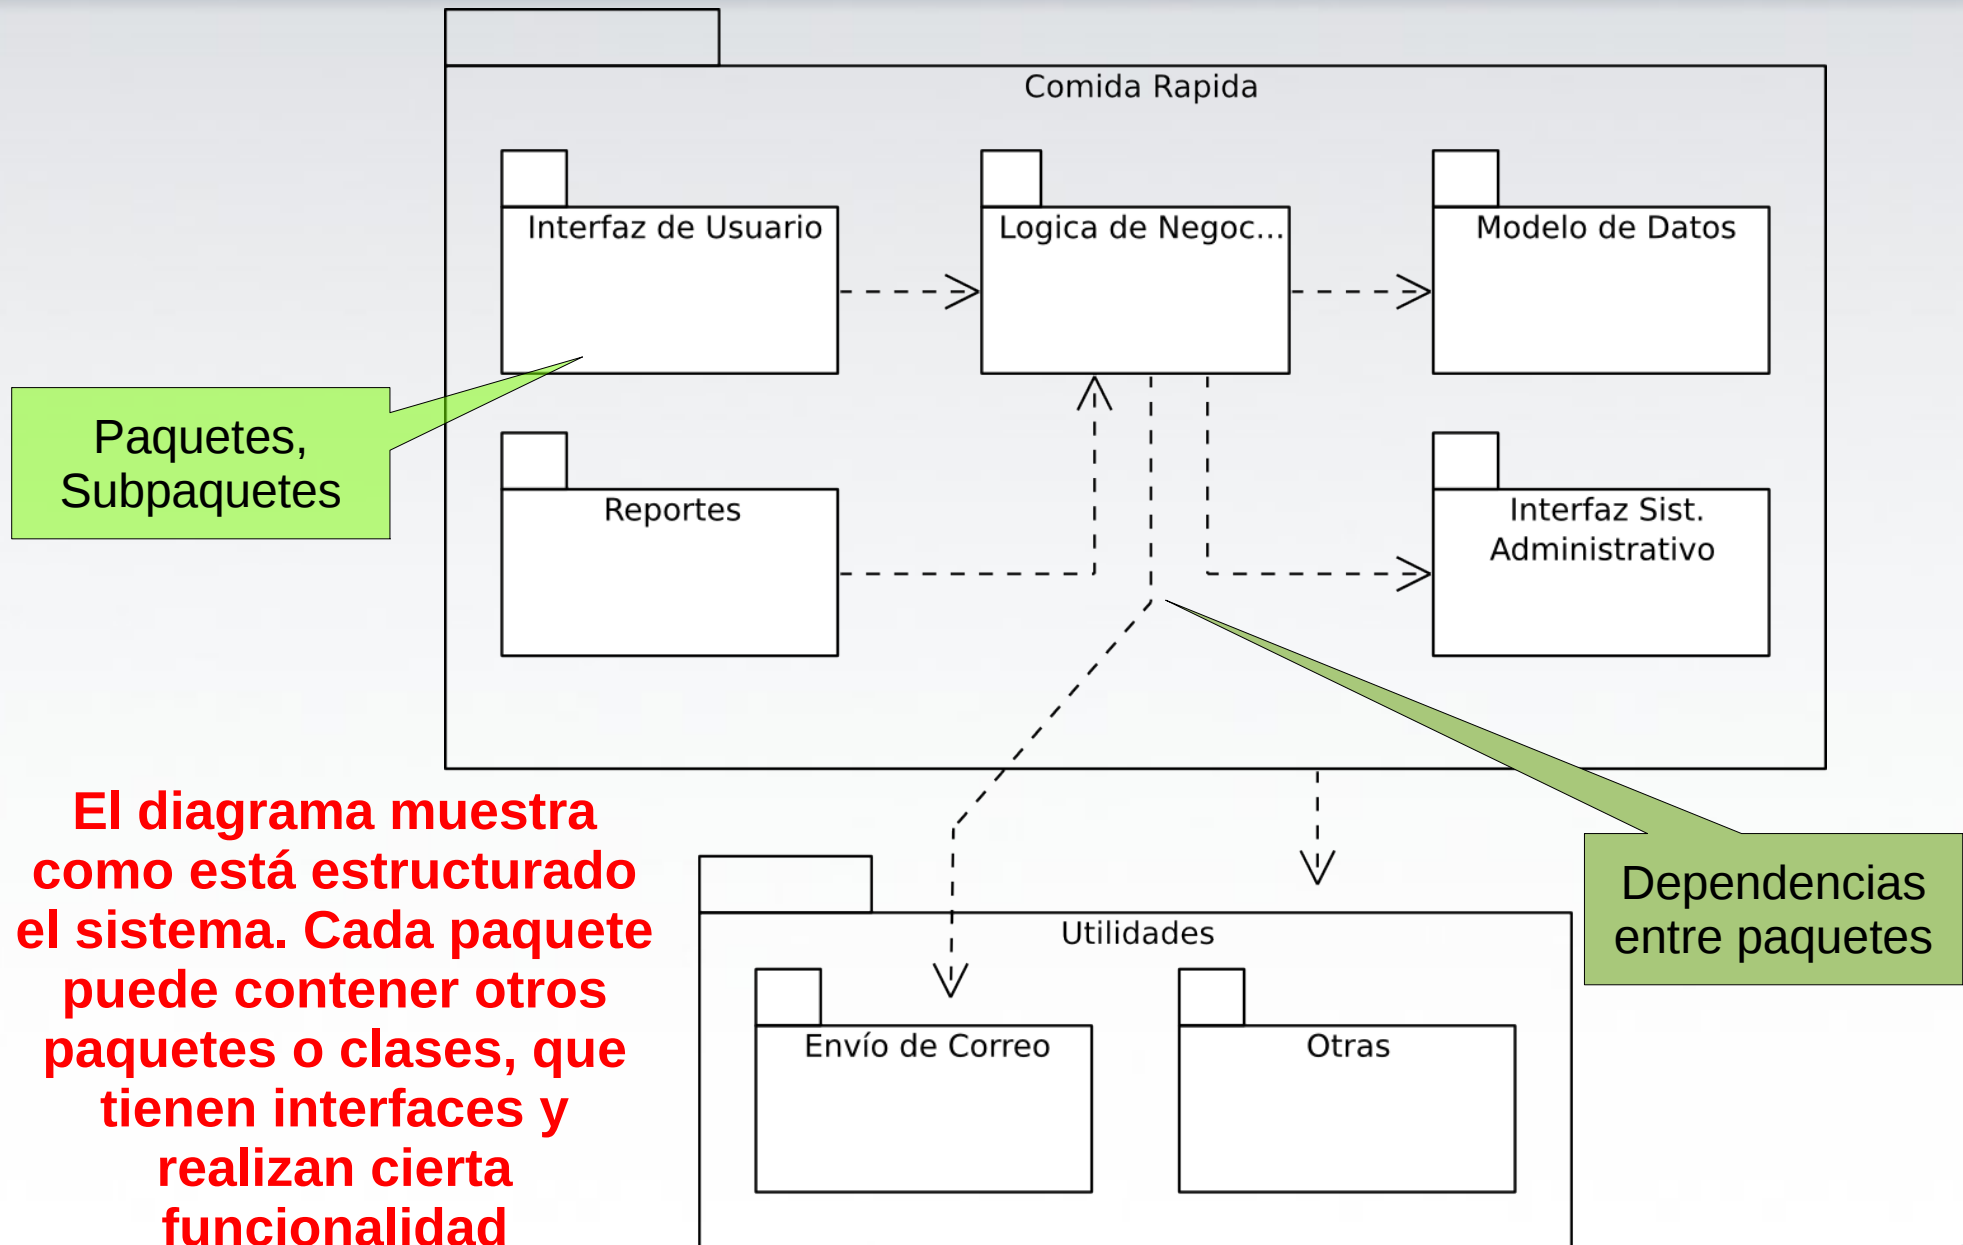 Comida Rapida
Interfaz de Usuario
Logica de Negoc...
Modelo de Datos
Paquetes,
Subpaquetes
Reportes
Interfaz Sist.
Administrativo
El diagrama muestra
como está estructurado
el sistema. Cada paquete
puede contener otros
paquetes o clases, que
tienen interfaces y
realizan cierta
funcionalidad
Dependencias
entre paquetes
Utilidades
Envío de Correo
Otras